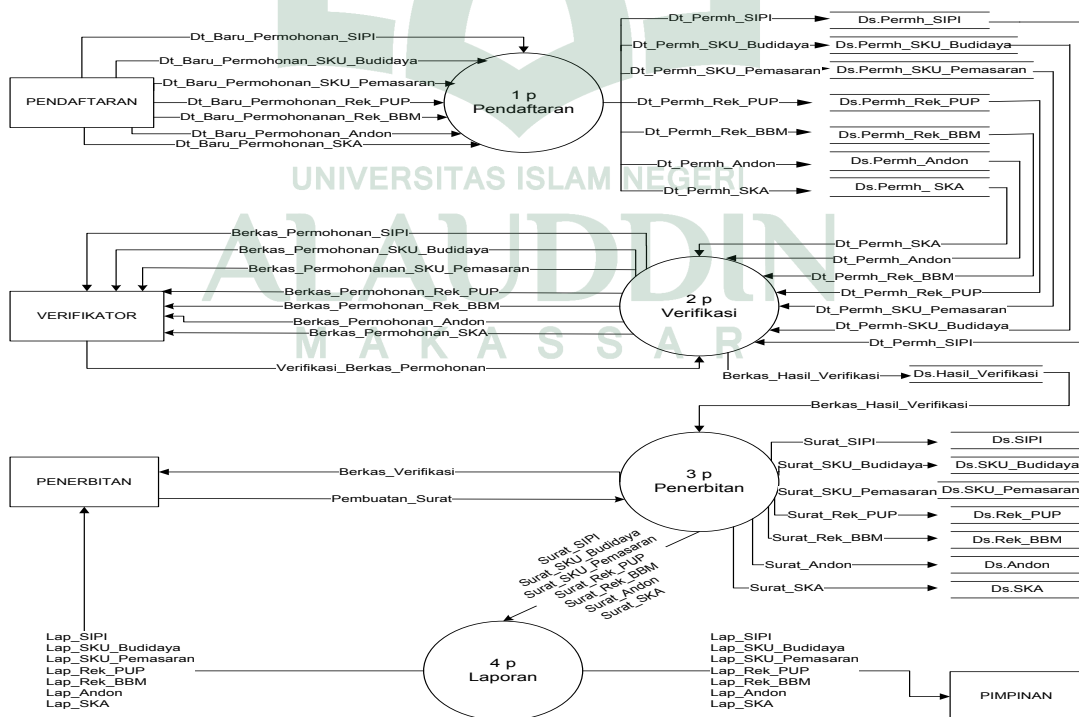 Dt_Baru_Permohonan_SIPI
Dt_Baru_Permohonan_SKU_Budidaya
Dt_Baru_Permohonan_SKU_Pemasaran
Dt_Baru_Permohonan_Rek_PUP
Dt_Baru_Permohonanan_Rek_BBM
Dt_Baru_Permohonan_Andon
Dt_Baru_Permohonan_SKA
PENDAFTARAN
1 p
Pendaftaran
Dt_Permh_SIPI
Dt_Permh_SKU_Budidaya
Dt_Permh_SKU_Pemasaran
Dt_Permh_Rek_PUP
Dt_Permh_Rek_BBM
Dt_Permh_Andon
Dt_Permh_SKA
Ds.Permh_SIPI
Ds.Permh_SKU_Budidaya
Ds.Permh_SKU_Pemasaran
Ds.Permh_Rek_PUP
Ds.Permh_Rek_BBM
Ds.Permh_Andon
Ds.Permh_ SKA
UNIVERSITAS ISLAM NEGERI
ALAUDDIN
MAKASSAR
Berkas_Permohonan_SIPI
Berkas_Permohonan_SKU_Budidaya
Berkas_Permohonanan_SKU_Pemasaran
Berkas_Permohonan_Rek_PUP
Berkas_Permohonan_Rek_BBM
Berkas_Permohonan_Andon
Berkas_Permohonan_SKA
VERIFIKATOR
Verifikasi_Berkas_Permohonan
2 p
Verifikasi
Dt_Permh_SKA
Dt_Permh_Andon
Dt_Permh_Rek_BBM
Dt_Permh_Rek_PUP
Dt_Permh_SKU_Pemasaran
Dt_Permh-SKU_Budidaya
Dt_Permh_SIPI
Berkas_Hasil_Verifikasi
Ds.Hasil_Verifikasi
Berkas_Hasil_Verifikasi
PENERBITAN
Berkas_Verifikasi
Pembuatan_Surat
3 p
Penerbitan
Surat_SIPI
Surat_SKU_Budidaya
Surat_SKU_Pemasaran
Surat_Rek_PUP
Surat_Rek_BBM
Surat_Andon
Surat_SKA
Ds.SIPI
Ds.SKU_Budidaya
Ds.SKU_Pemasaran
Ds.Rek_PUP
Ds.Rek_BBM
Ds.Andon
Ds.SKA
Surat_SIPI
Surat_SKU_Budidaya
Surat_SKU_Pemasaran
Surat_Rek_PUP
Surat_Rek_BBM
Surat_Andon
Surat_SKA
Lap_SIPI
Lap_SKU_Budidaya
Lap_SKU_Pemasaran
Lap_Rek_PUP
Lap_Rek_BBM
Lap_Andon
Lap_SKA
4 p
Laporan
Lap_SIPI
Lap_SKU_Budidaya
Lap_SKU_Pemasaran
Lap_Rek_PUP
Lap_Rek_BBM
Lap_Andon
Lap_SKA
PIMPINAN